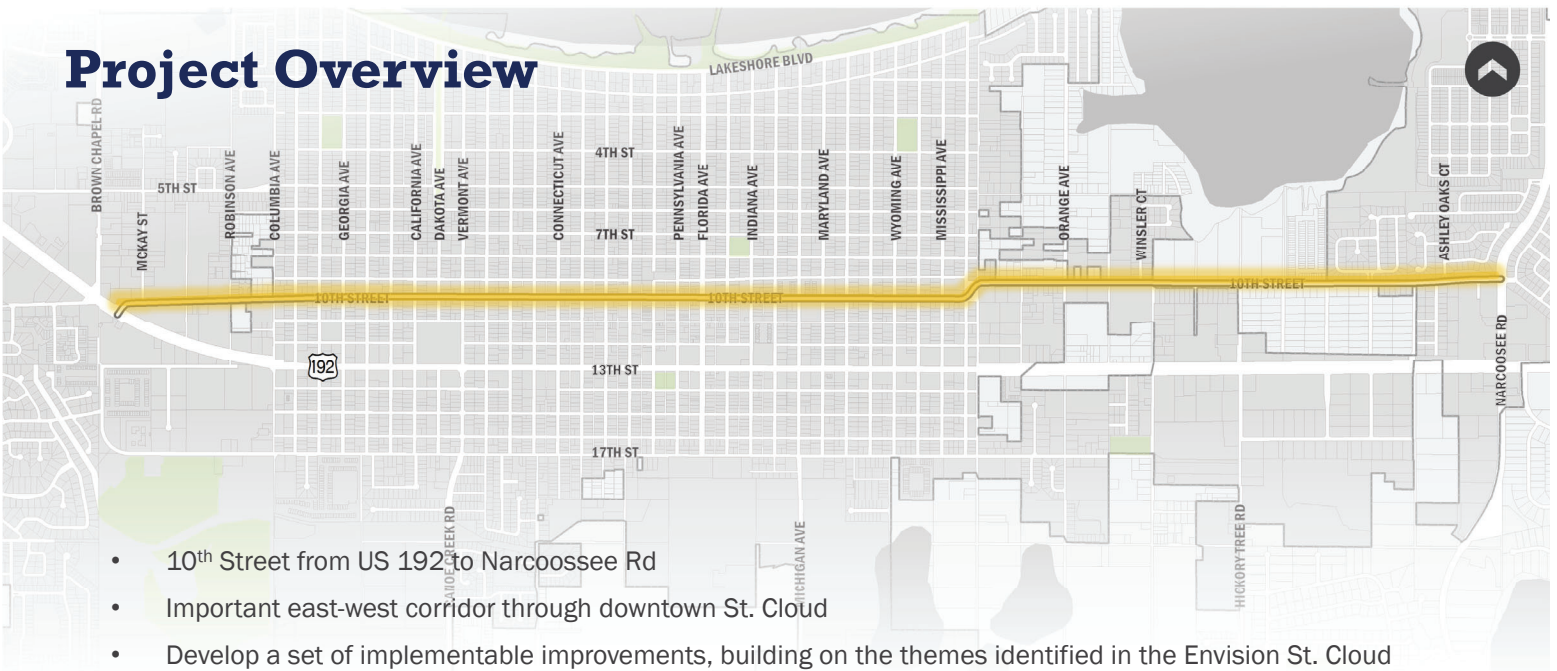 Project Overview
LAKESHORE BLVD
BROWN CHAPEL RD
MCKAY ST
5TH ST
ROBINSON AVE
COLUMBIA AVE
GEORGIA AVE
CALIFORNIA AVE
DAKOTA AVE
VERMONT AVE
CONNECTICUT AVE
4TH ST
7TH ST
PENNSYLVANIA AVE
FLORIDA AVE
INDIANA AVE
MARYLAND AVE
WYOMING AVE
MISSISSIPPI AVE
ORANGE AVE
WINSLER CT
ASHLEY OAKS CT
10TH STREET
10TH STREET
10TH STREET
192
13TH ST
NARCOOSEE RD
17TH ST
CREEK RD
MICHIGAN AVE
HICKORY TREE RD
• 10th Street from US 192 to Narcoossee Rd
• Important east-west corridor through downtown St. Cloud
• Develop a set of implementable improvements, building on the themes identified in the Envision St. Cloud